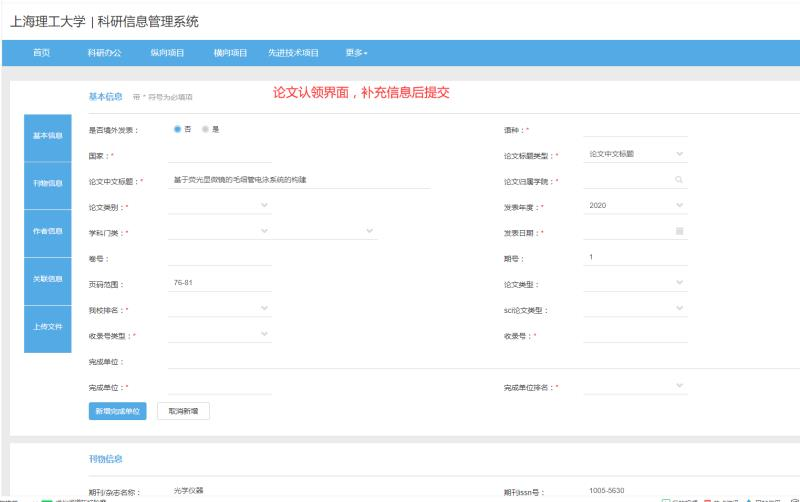 上海理工大学 | 科研信息管理系统
首页 科研办公 纵向项目 横向项目 先进技术项目 更多
基本信息 带 * 符号为必填项 论文认领界面，补充信息后提交
基本信息
刊物信息
作者信息
关联信息
上传文件
是否境外发表： 否 是 语种：*
国家：* 论文标题类型：* 论文中文标题
论文中文标题：* 基于荧光显微镜的毛细管电泳系统的构建 论文归属学院：*
论文类别：* 发表年度：* 2020
学科门类：* 发表日期：*
卷号： 期号： 1
页码范围： 76-81 论文类型：
我校排名：* sci论文类型：
收录号类型：* 收录号：*
完成单位：
完成单位：* 完成单位排名：*
新增完成单位 取消新增
刊物信息
期刊/杂志名称： 光学仪器 期刊issn号： 1005-5630